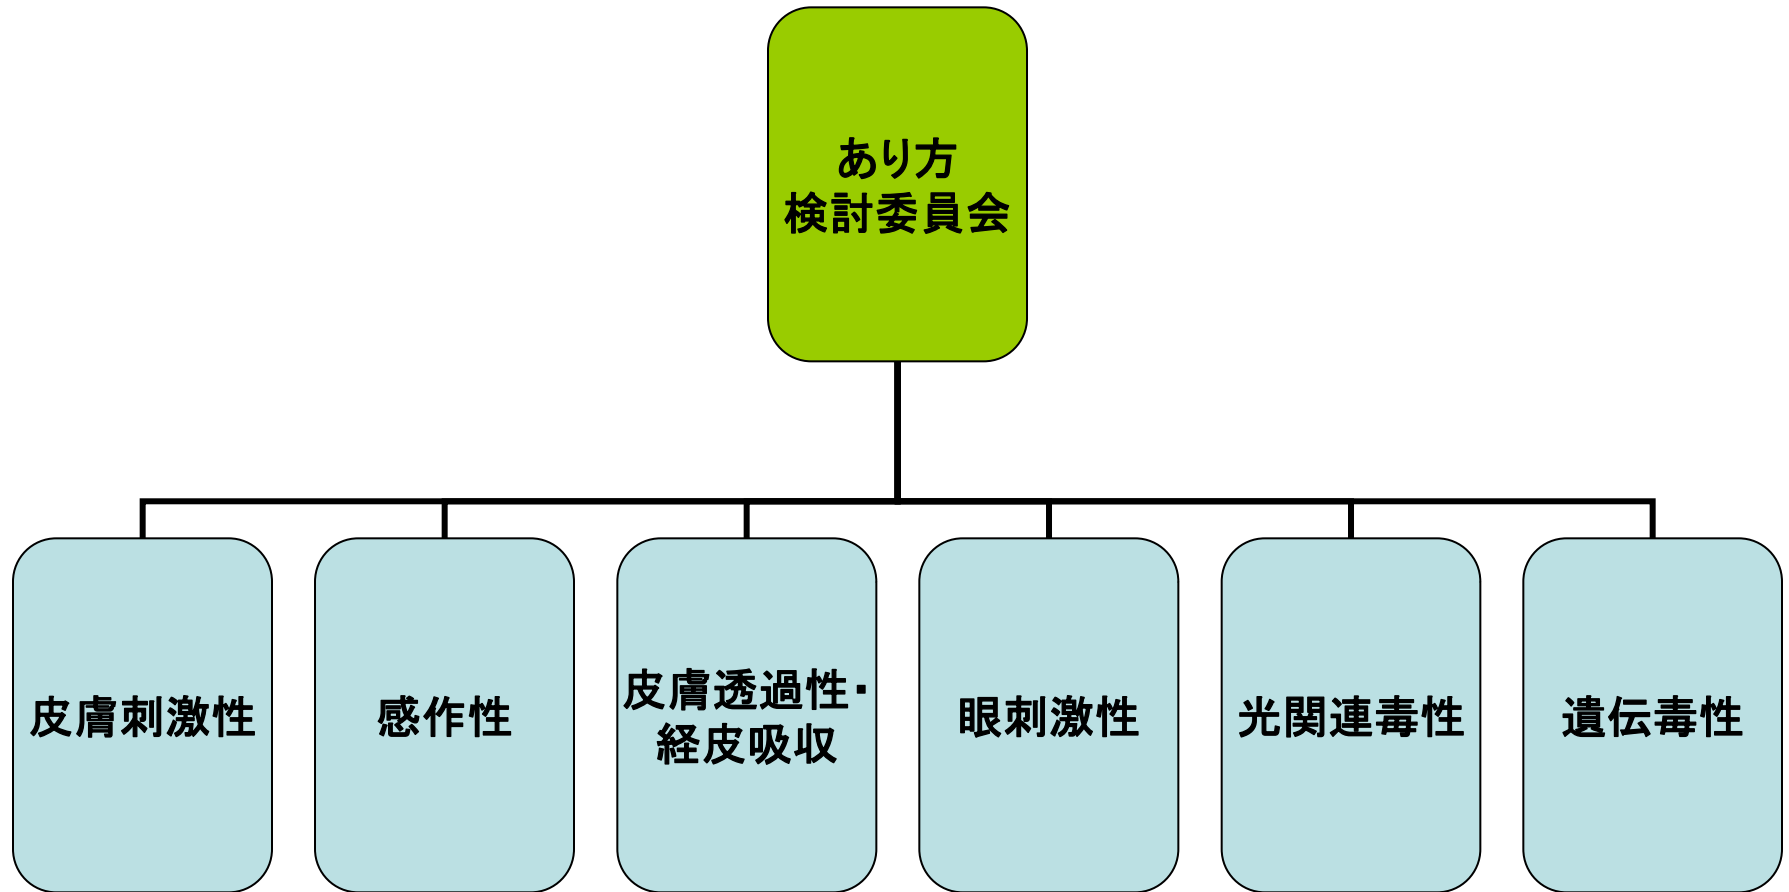 あり方
検討委員会
皮膚刺激性
感作性
皮膚透過性・
経皮吸収
眼刺激性
光関連毒性
遺伝毒性